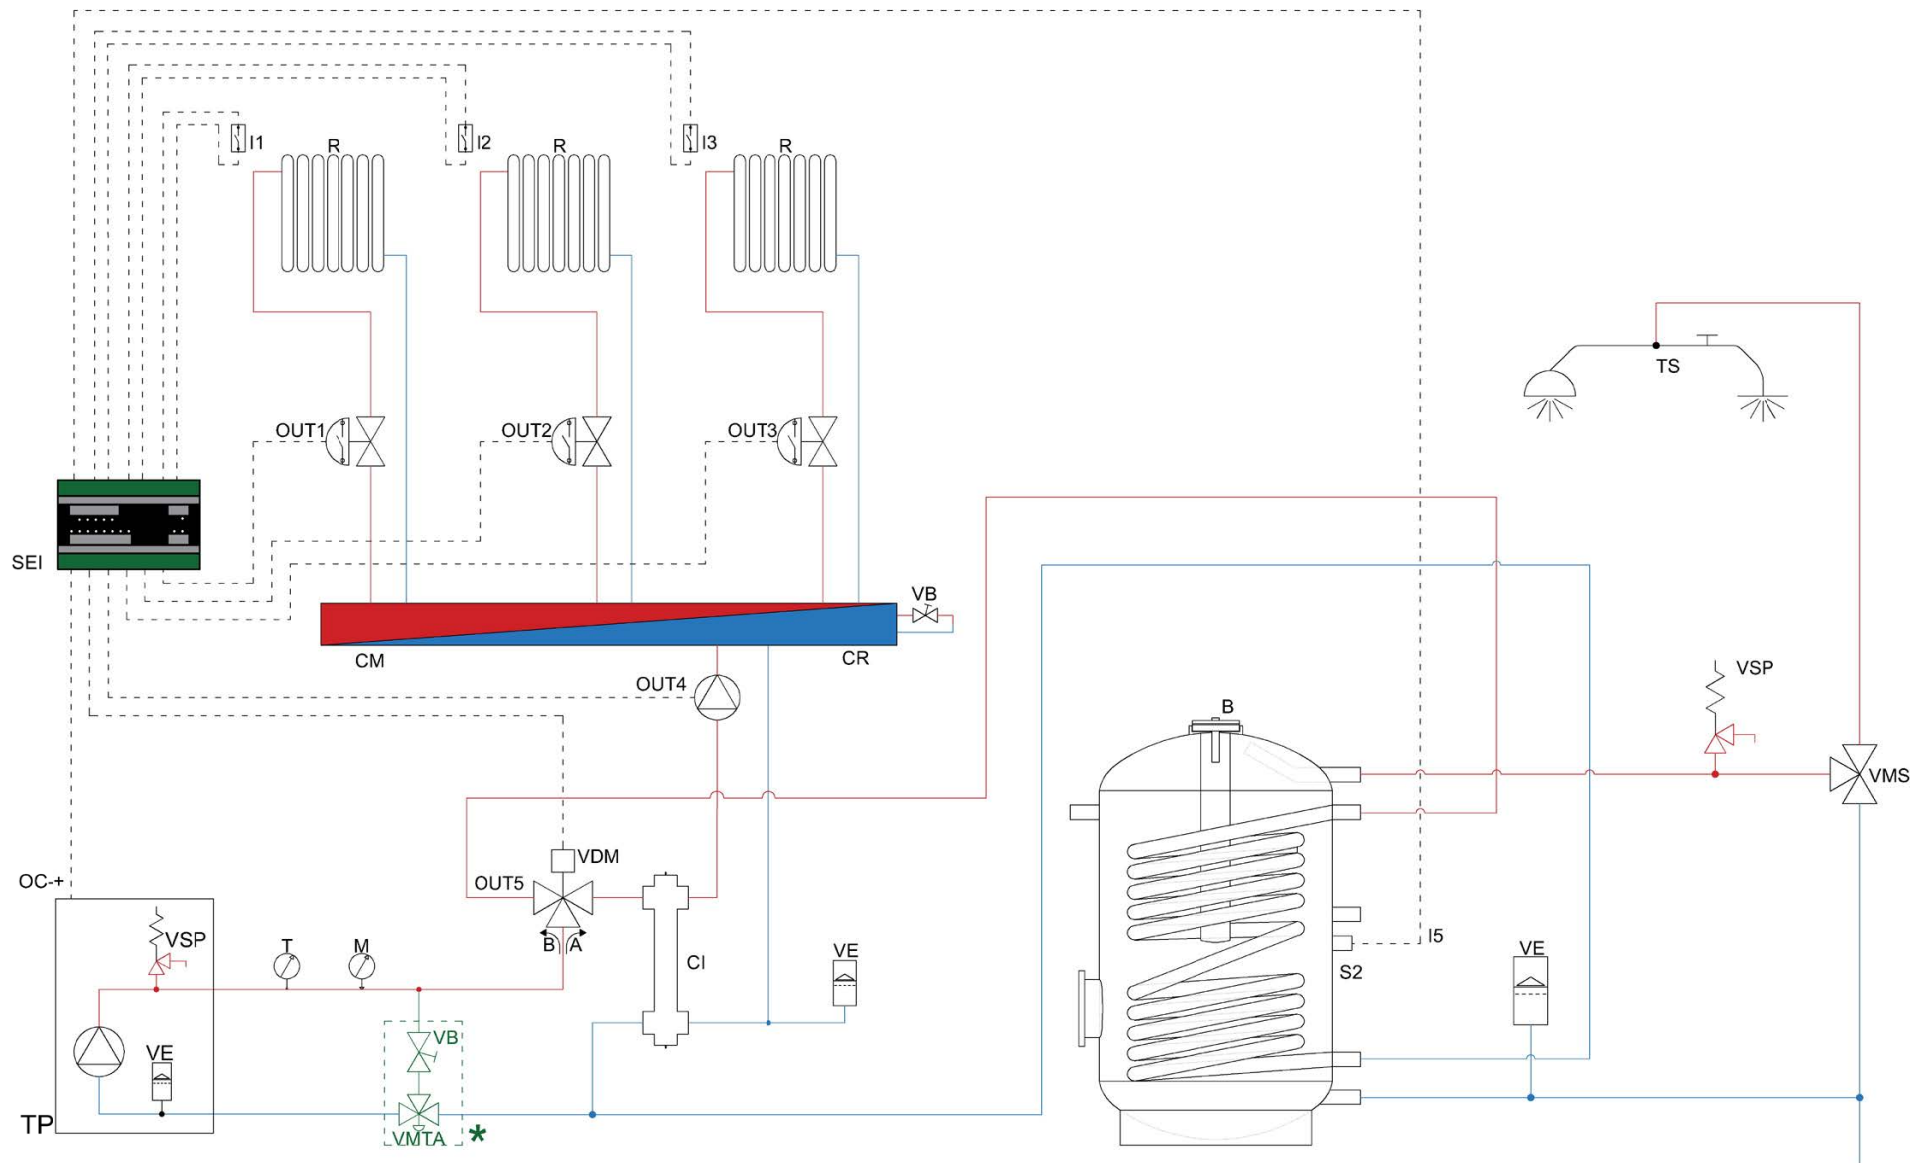 I1
R
I2
R
I3
R
TS
OUT1
OUT2
OUT3
SEI
VB
CM
CR
OUT4
VSP
B
VMS
VDM
OUT5
OC-+
B
A
VSP
T
M
CI
VE
I5
S2
VE
VB
VE
TP
VMTA
*